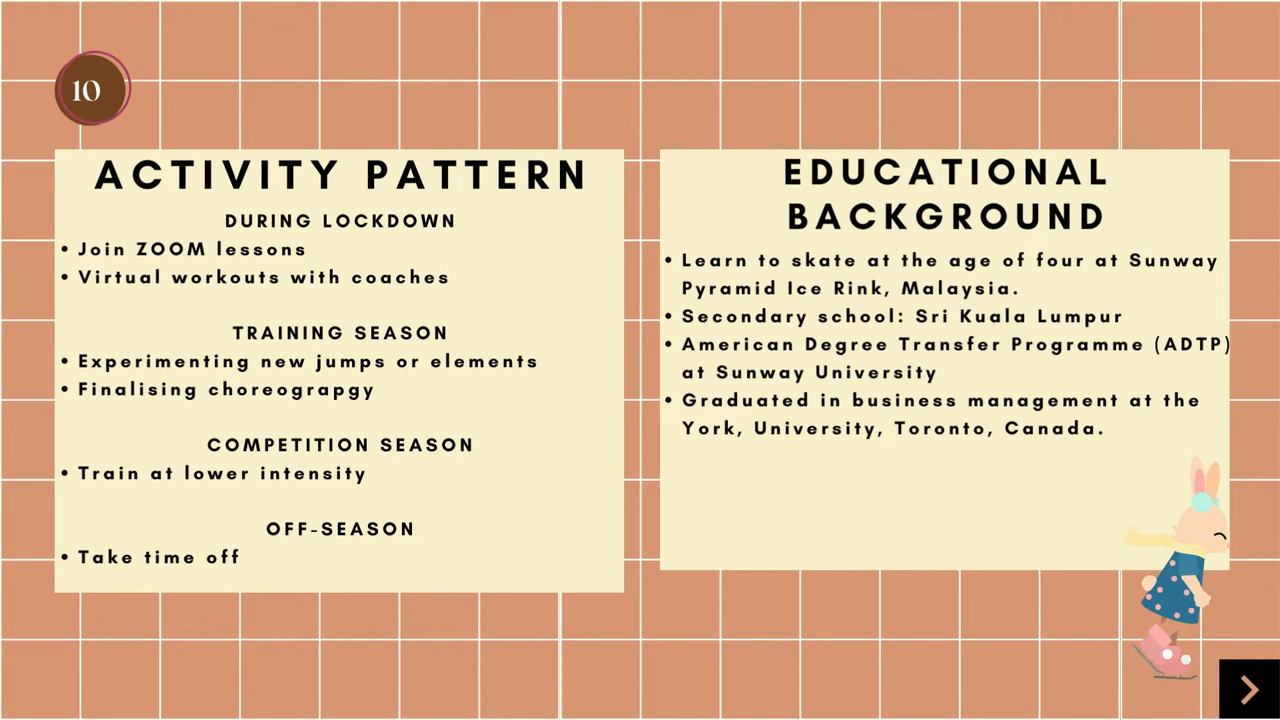 10
ACTIVITY PATTERN
DURING LOCKDOWN
• Join ZOOM lessons
• Virtual workouts with coaches
TRAINING SEASON
• Experimenting new jumps or elements
• Finalising choreograpgy
COMPETITION SEASON
• Train at lower intensity
OFF-SEASON
• Take time off
EDUCATIONAL
BACKGROUND
• Learn to skate at the age of four at Sunway
Pyramid Ice Rink, Malaysia.
• Secondary school: Sri Kuala Lumpur
• American Degree Transfer Programme (ADTP)
at Sunway University
• Graduated in business management at the
York, University, Toronto, Canada.